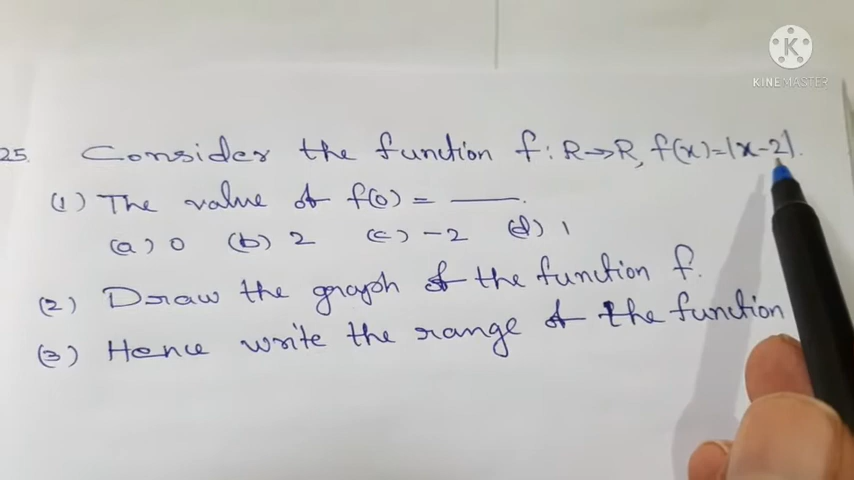 KINEMASTER
25. Consider the function f: R→R, f(x)=|x-2|.
(1) The value of f(0) = ____.
(a) 0 (b) 2 (c) -2 (d) 1
(2) Draw the graph of the function f.
(3) Hence write the range of the function